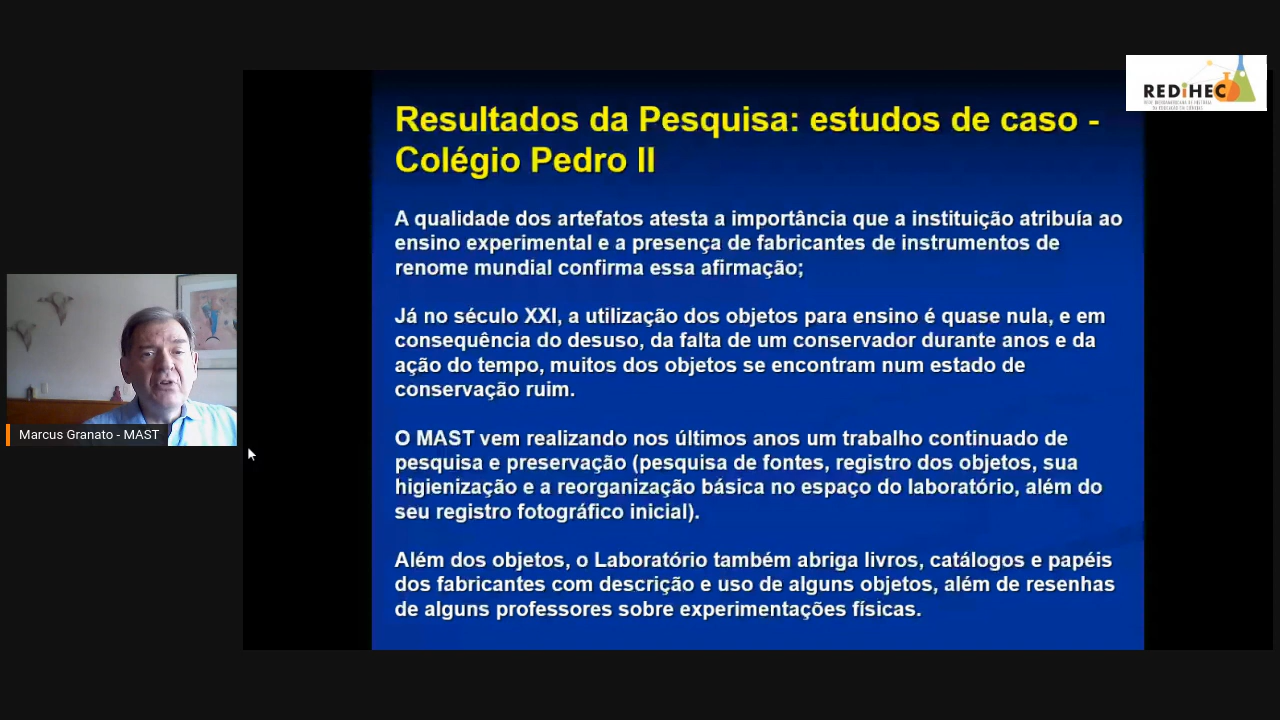 REDiHEC
Resultados da Pesquisa: estudos de caso -
Colégio Pedro II
A qualidade dos artefatos atesta a importância que a instituição atribuía ao
ensino experimental e a presença de fabricantes de instrumentos de
renome mundial confirma essa afirmação;
Já no século XXI, a utilização dos objetos para ensino é quase nula, e em
consequência do desuso, da falta de um conservador durante anos e da
ação do tempo, muitos dos objetos se encontram num estado de
conservação ruim.
O MAST vem realizando nos últimos anos um trabalho continuado de
pesquisa e preservação (pesquisa de fontes, registro dos objetos, sua
higienização e a reorganização básica no espaço do laboratório, além do
seu registro fotográfico inicial).
Além dos objetos, o Laboratório também abriga livros, catálogos e papéis
dos fabricantes com descrição e uso de alguns objetos, além de resenhas
de alguns professores sobre experimentações físicas.
Marcus Granato - MAST